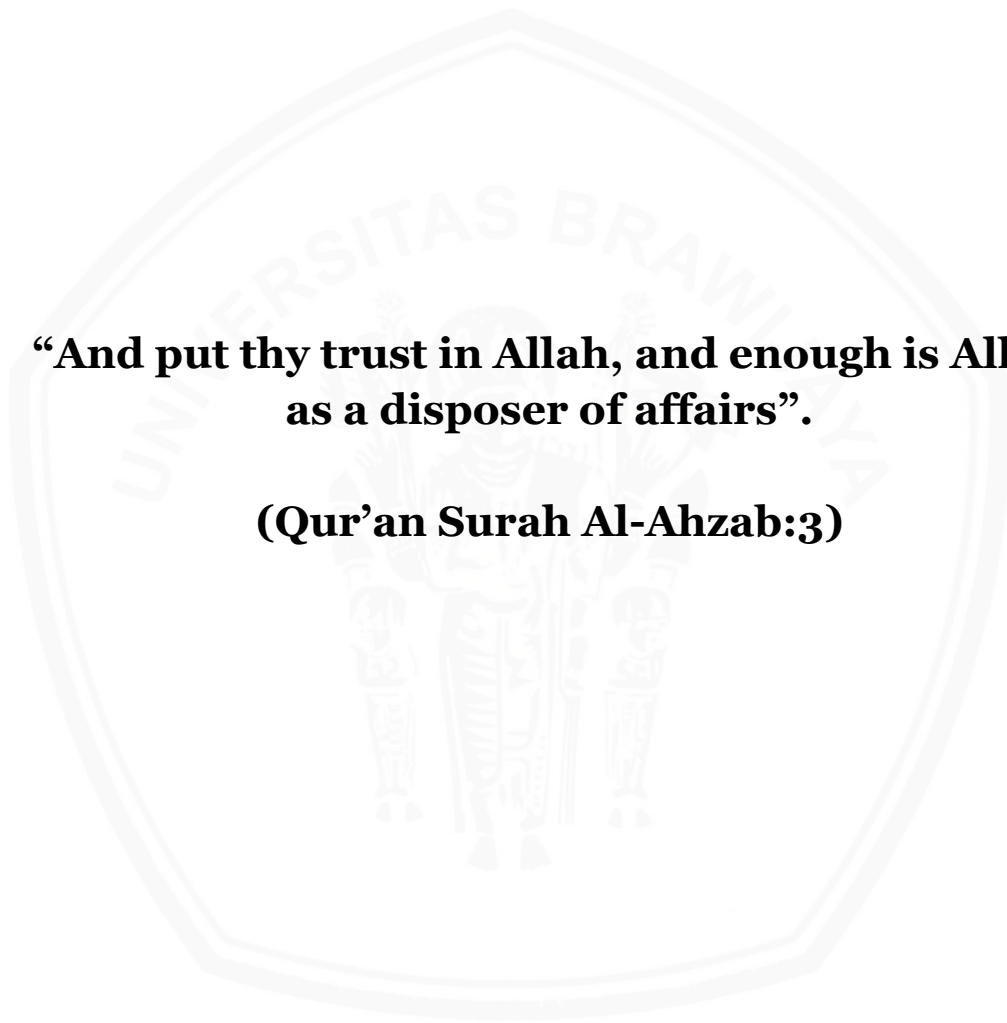 UNIVERSITAS BRAWIJAYA
“And put thy trust in Allah, and enough is All
as a disposer of affairs”.
(Qur’an Surah Al-Ahzab:3)